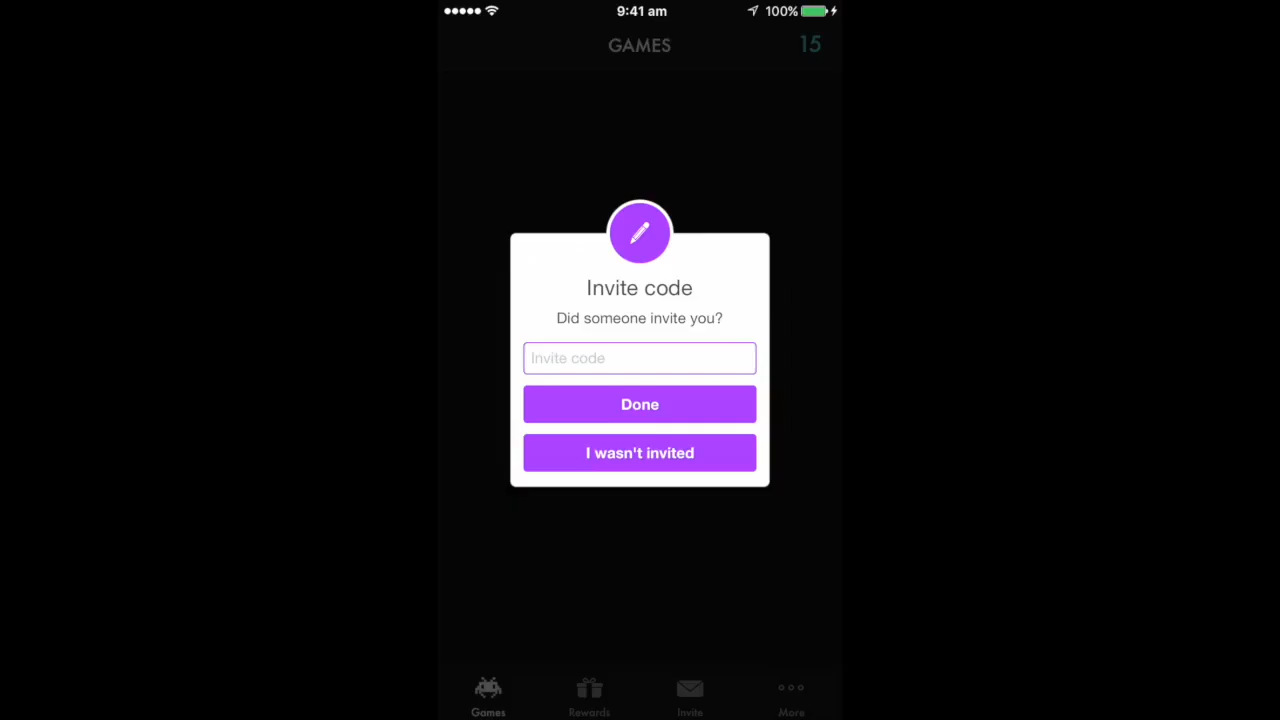 9:41 am
100%
GAMES
15
Invite code
Did someone invite you?
Invite code
Done
I wasn't invited
Games
Rewards
Invite
More